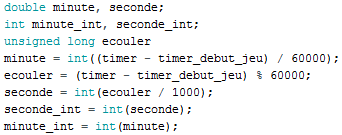 double minute, seconde;
int minute_int, seconde_int;
unsigned long ecouler
minute = int((timer - timer_debut_jeu) / 60000);
ecouler = (timer - timer_debut_jeu) % 60000;
seconde = int(ecouler / 1000);
seconde_int = int(seconde);
minute_int = int(minute);